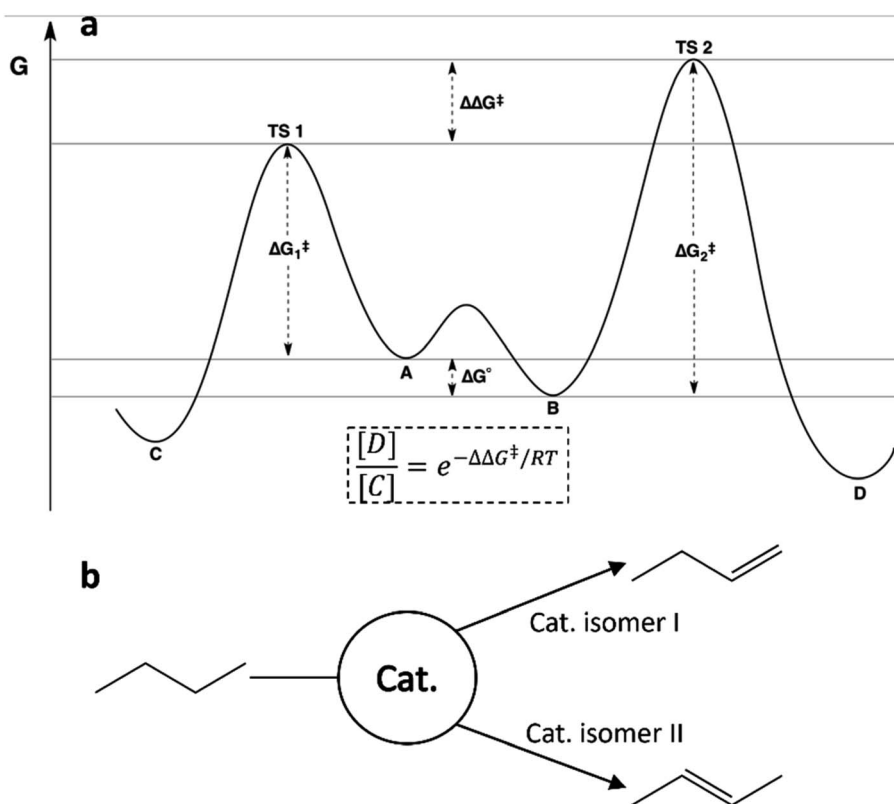 a
G
TS 2
ΔΔG‡
TS 1
ΔG₁‡
ΔG₂‡
A
ΔG°
B
C
[D]/[C] = e^{-ΔΔG‡/RT}
D
b
Cat. isomer I
Cat.
Cat. isomer II